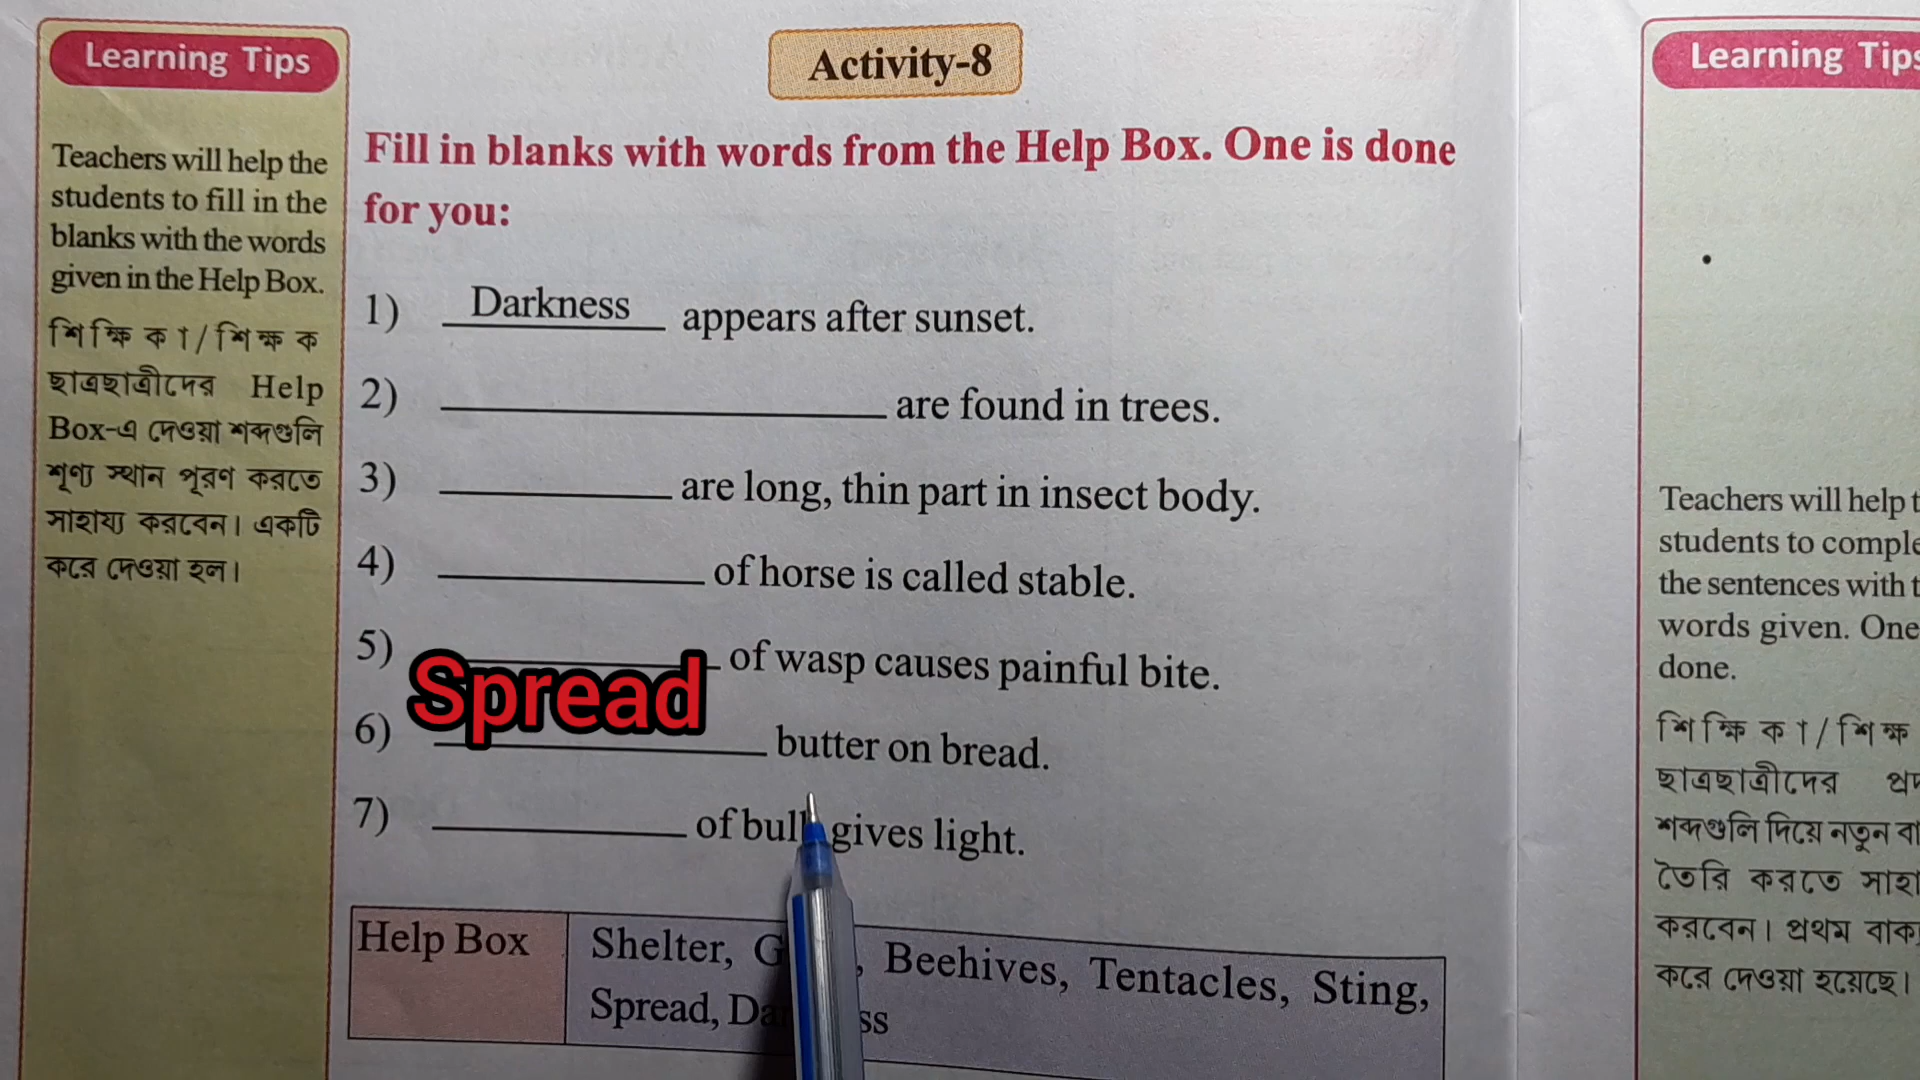 Learning Tips
Teachers will help the
students to fill in the
blanks with the words
given in the Help Box.
শিক্ষিকা/শিক্ষক
ছাত্রছাত্রীদের Help
Box-এ দেওয়া শব্দগুলি
শূণ্য স্থান পূরণ করতে
সাহায্য করবেন। একটি
করে দেওয়া হল।
Activity-8
Fill in blanks with words from the Help Box. One is done
for you:
1) Darkness appears after sunset.
2) ____________ are found in trees.
3) ____________ are long, thin part in insect body.
4) ____________ of horse is called stable.
5) ____________ of wasp causes painful bite.
6) Spread butter on bread.
7) ____________ of gives light.
Help Box
Shelter, Beehives, Tentacles, Sting,
Spread,
Learning Tips
Teachers will help
students to
the sentences with
words given. One
done.
শিক্ষিকা/শিক্ষ
ছাত্রছাত্রীদের
শব্দগুলি দিয়ে নতুন
তৈরি করতে
করবেন। প্রথম
করে দেওয়া হয়েছে।